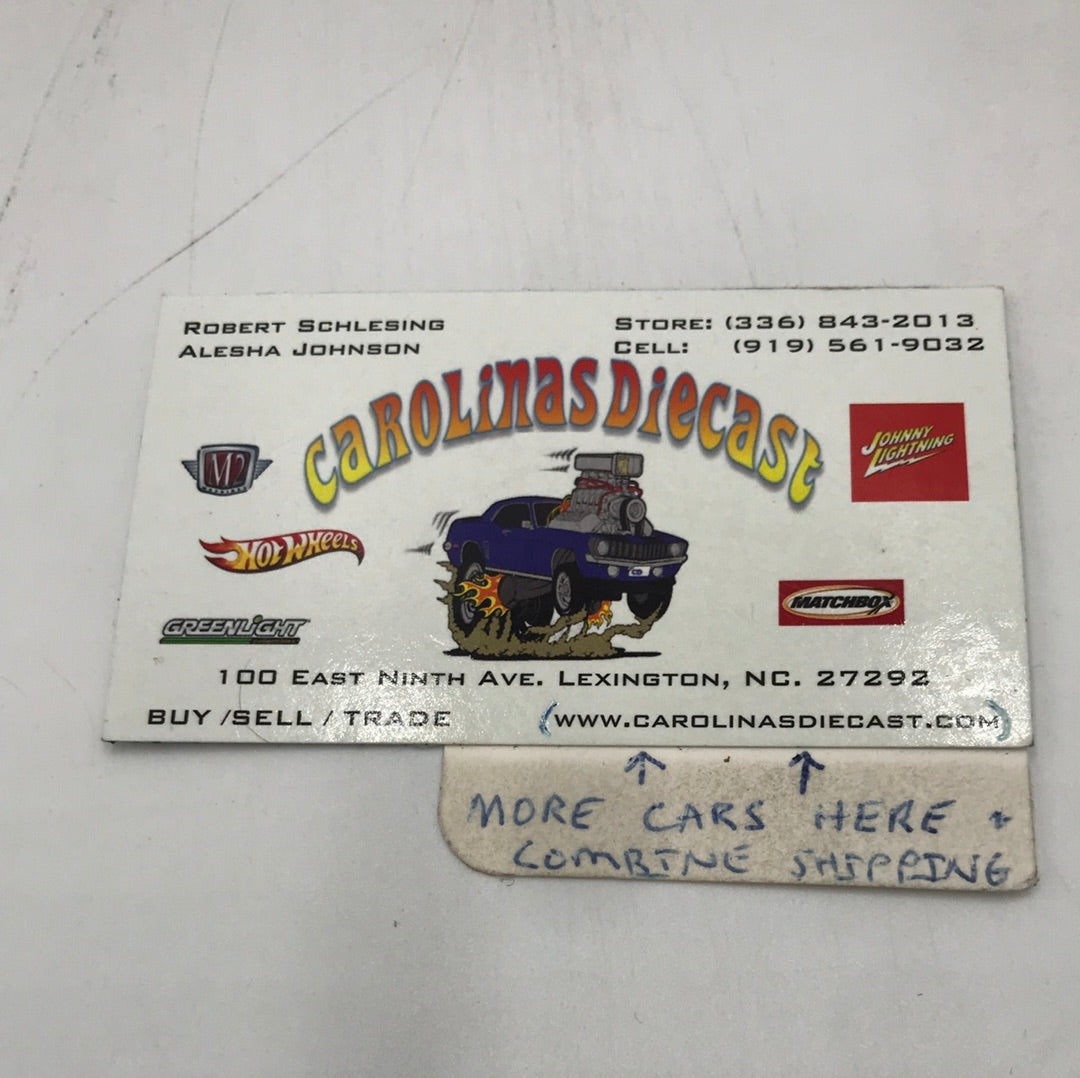 ROBERT SCHLESING
ALESHA JOHNSON
STORE: (336) 843-2013
CELL: (919) 561-9032
CAROLINAS DIECAST
M2
JOHNNY
LIGHTNING
HOT WHEELS
MATCHBOX
GREENLIGHT
100 EAST NINTH AVE. LEXINGTON, NC. 27292
BUY /SELL / TRADE
(WWW.CAROLINASDIECAST.COM)
↑ ↑
MORE CARS HERE +
COMBINE SHIPPING